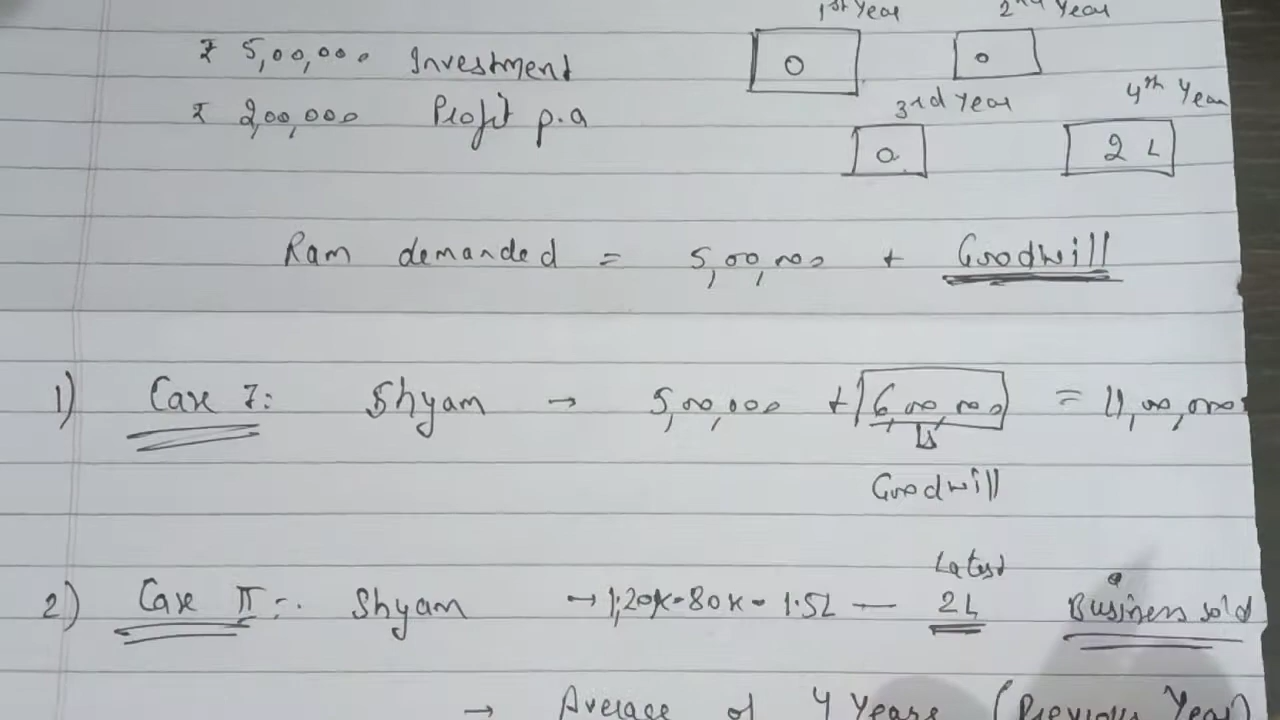 1st Year 2nd Year
₹ 5,00,000 Investment 0 0
₹ 2,00,000 Profit p.a 3rd Year 4th Year
0 2 L
Ram demanded = 5,00,000 + Goodwill
1) Case I: Shyam → 5,00,000 + 6,00,000 = 11,00,000
Goodwill
Latest
2) Case II :- Shyam → 1,20K - 80K - 1.5L — 2L Business sold
→ Average of 4 Years (Previous Year)